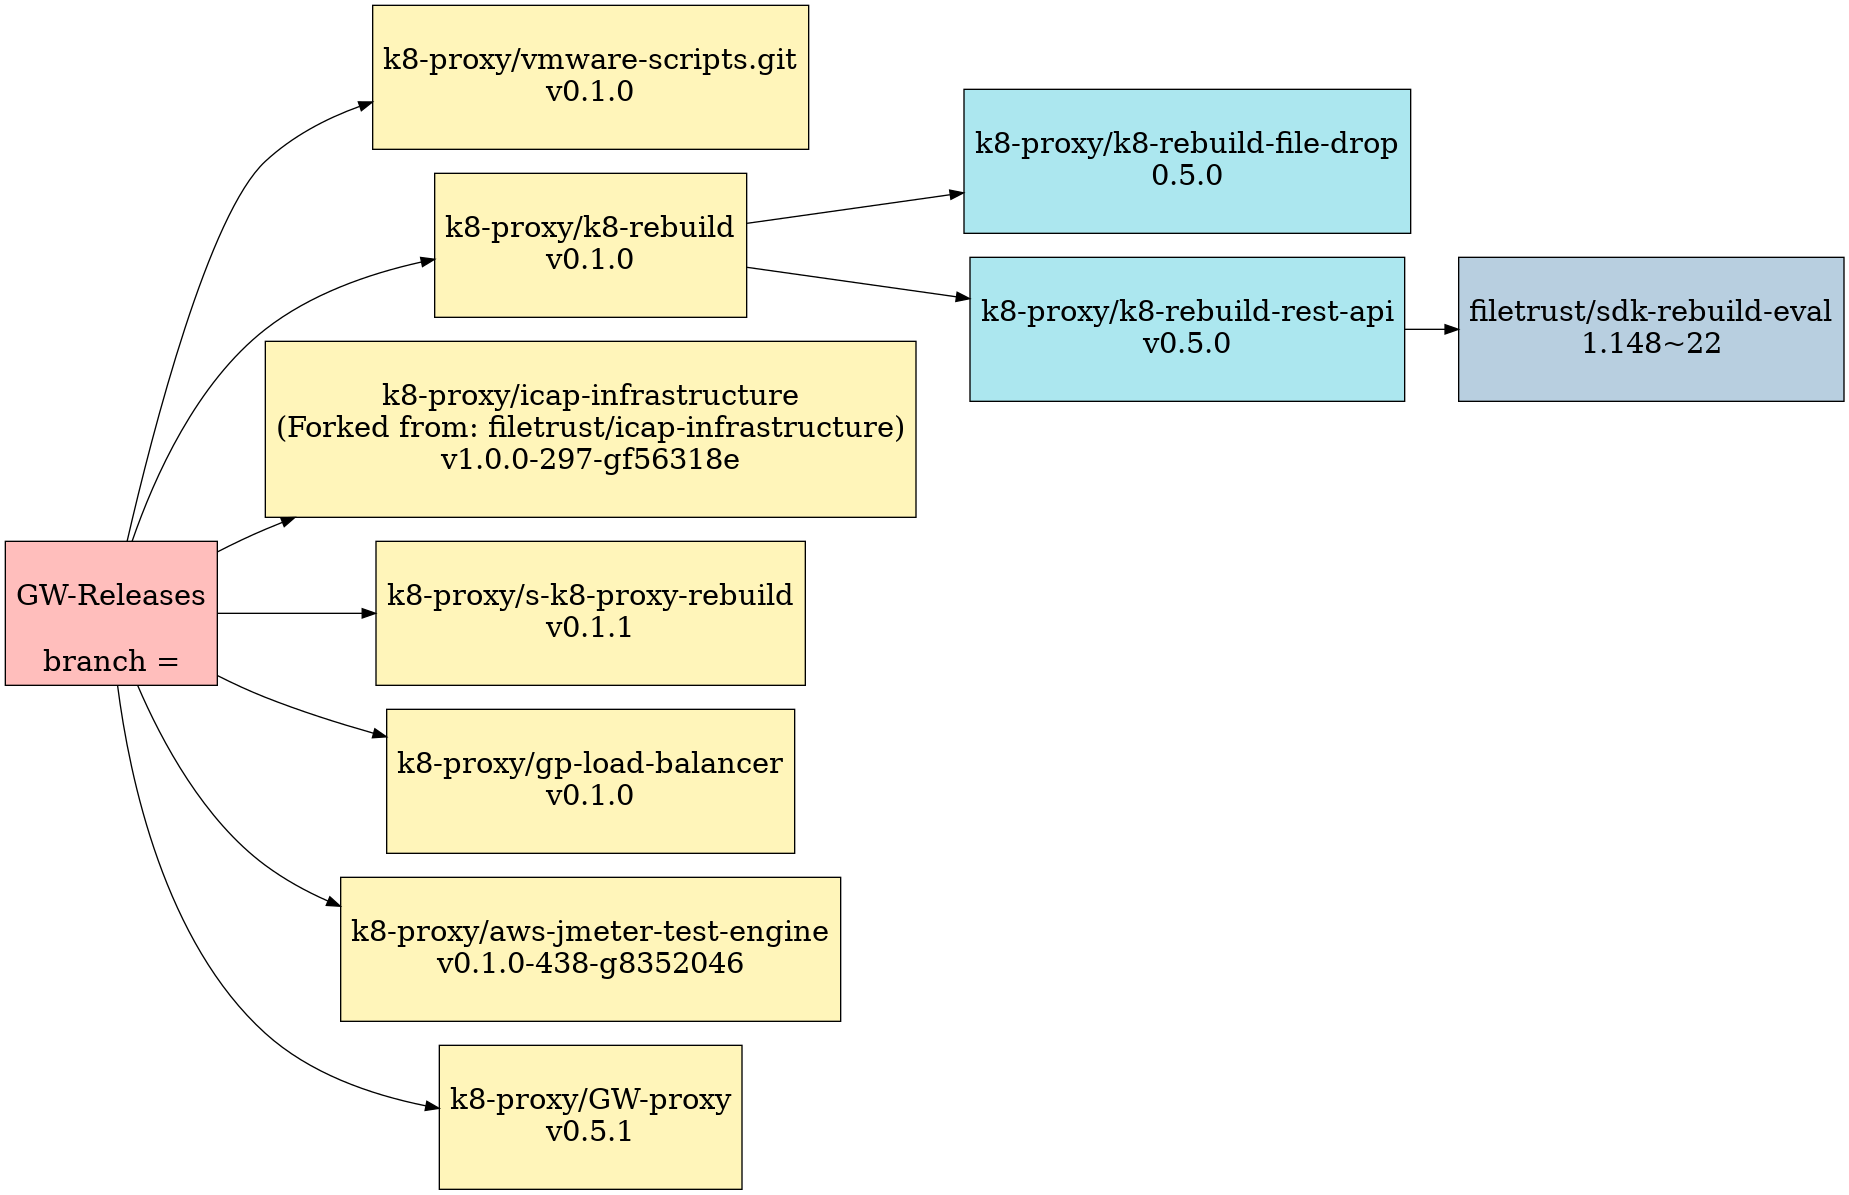 k8-proxy/vmware-scripts.git
v0.1.0
k8-proxy/k8-rebuild-file-drop
0.5.0
k8-proxy/k8-rebuild
v0.1.0
k8-proxy/k8-rebuild-rest-api
v0.5.0
filetrust/sdk-rebuild-eval
1.148~22
k8-proxy/icap-infrastructure
(Forked from: filetrust/icap-infrastructure)
v1.0.0-297-gf56318e
GW-Releases
branch =
k8-proxy/s-k8-proxy-rebuild
v0.1.1
k8-proxy/gp-load-balancer
v0.1.0
k8-proxy/aws-jmeter-test-engine
v0.1.0-438-g8352046
k8-proxy/GW-proxy
v0.5.1